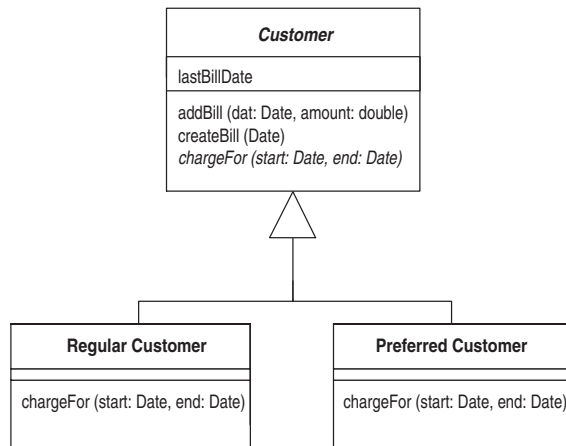 Customer
lastBillDate
addBill (dat: Date, amount: double)
createBill (Date)
chargeFor (start: Date, end: Date)
Regular Customer
chargeFor (start: Date, end: Date)
Preferred Customer
chargeFor (start: Date, end: Date)